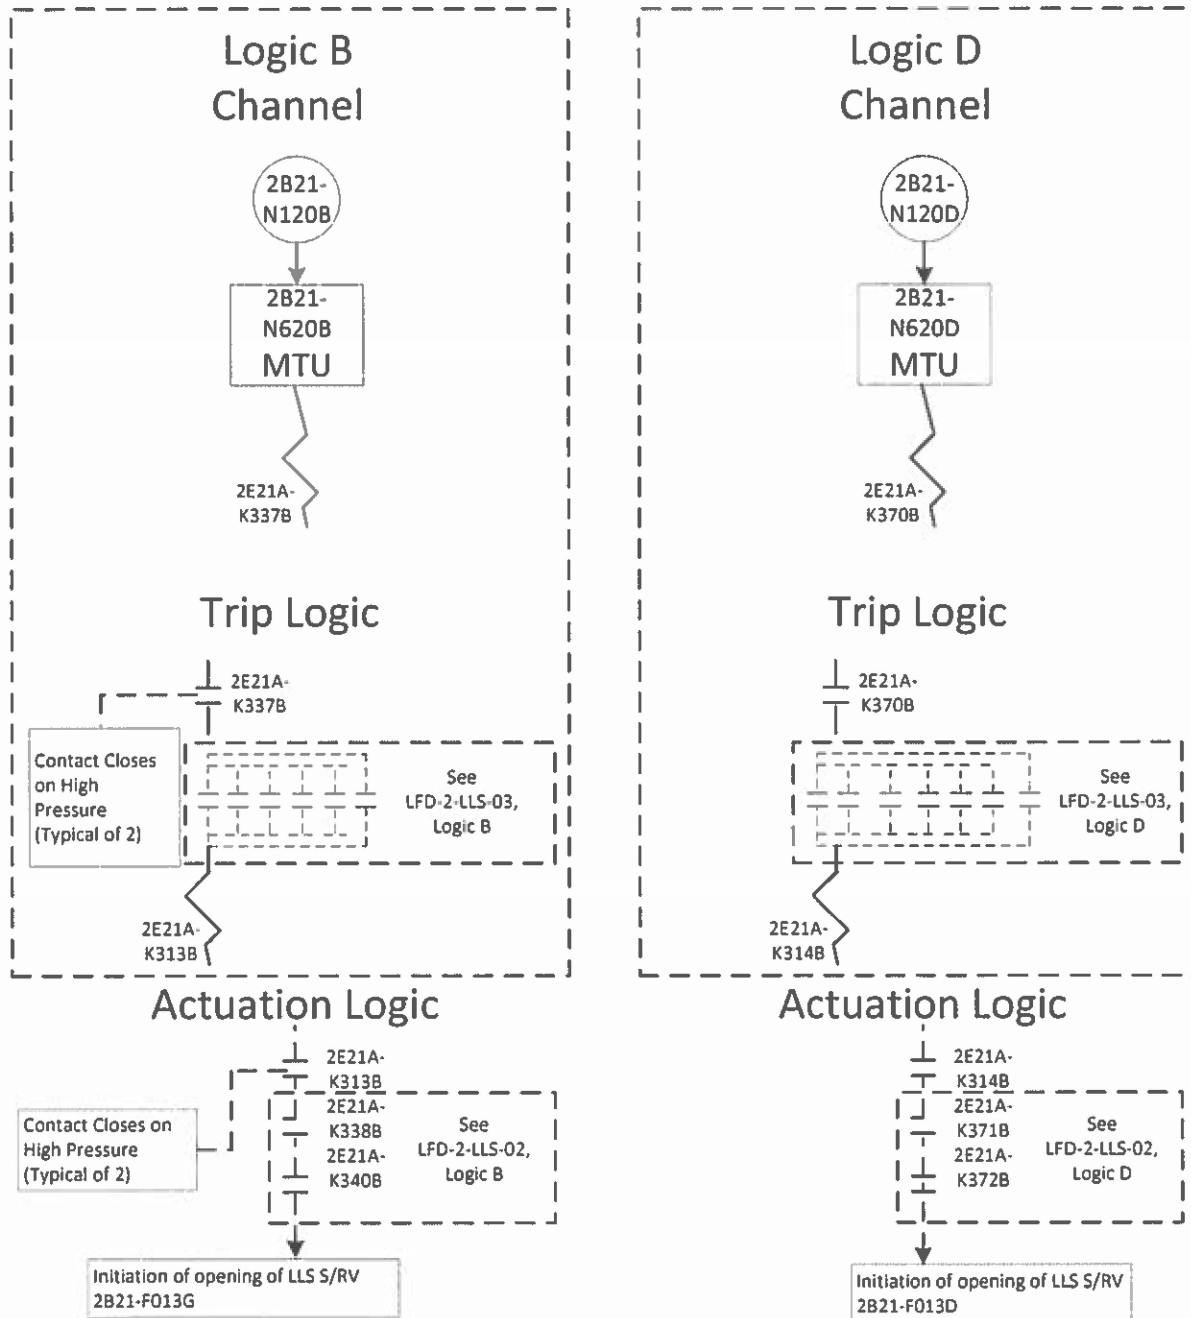 Logic B
Channel
2B21-
N120B
2B21-
N620B
MTU
2E21A-
K337B
Trip Logic
2E21A-
K337B
Contact Closes
on High
Pressure
(Typical of 2)
See
LFD-2-LLS-03,
Logic B
2E21A-
K313B
Actuation Logic
2E21A-
K313B
2E21A-
K338B
2E21A-
K340B
See
LFD-2-LLS-02,
Logic B
Contact Closes on
High Pressure
(Typical of 2)
Initiation of opening of LLS S/RV
2B21-F013G
Logic D
Channel
2B21-
N120D
2B21-
N620D
MTU
2E21A-
K370B
Trip Logic
2E21A-
K370B
See
LFD-2-LLS-03,
Logic D
2E21A-
K314B
Actuation Logic
2E21A-
K314B
2E21A-
K371B
2E21A-
K372B
See
LFD-2-LLS-02,
Logic D
Initiation of opening of LLS S/RV
2B21-F013D